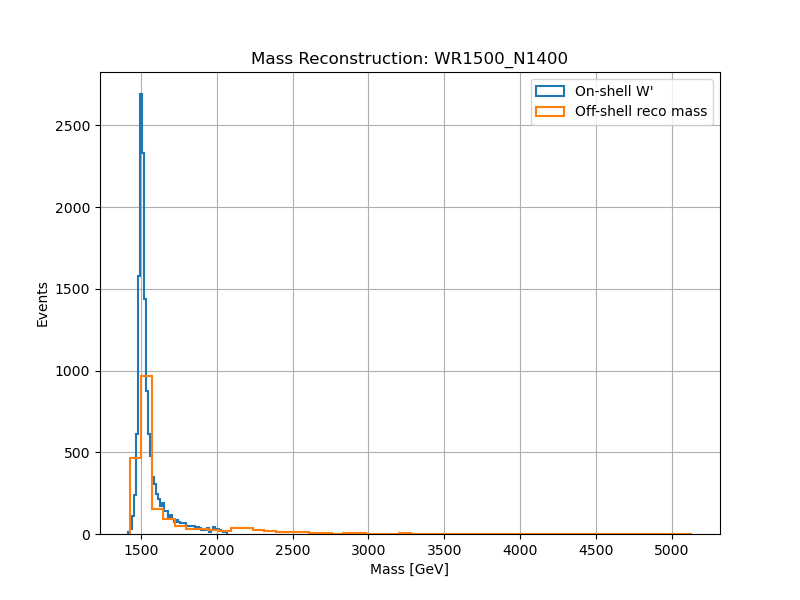 Mass Reconstruction: WR1500_N1400
On-shell W'
Off-shell reco mass
Events
2500
2000
1500
1000
500
0
1500 2000 2500 3000 3500 4000 4500 5000
Mass [GeV]